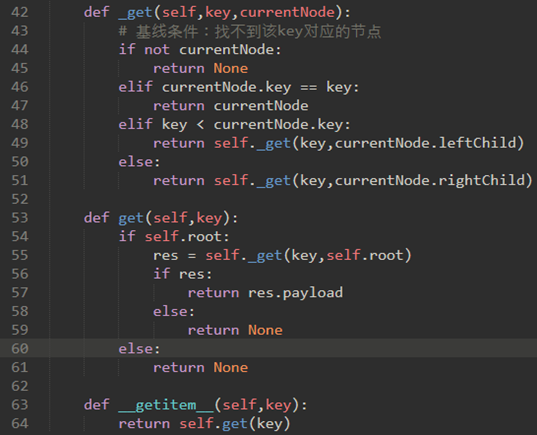 42 def _get(self,key,currentNode):
43 # 基线条件：找不到该key对应的节点
44 if not currentNode:
45 return None
46 elif currentNode.key == key:
47 return currentNode
48 elif key < currentNode.key:
49 return self._get(key,currentNode.leftChild)
50 else:
51 return self._get(key,currentNode.rightChild)
52
53 def get(self,key):
54 if self.root:
55 res = self._get(key,self.root)
56 if res:
57 return res.payload
58 else:
59 return None
60 else:
61 return None
62
63 def __getitem__(self,key):
64 return self.get(key)